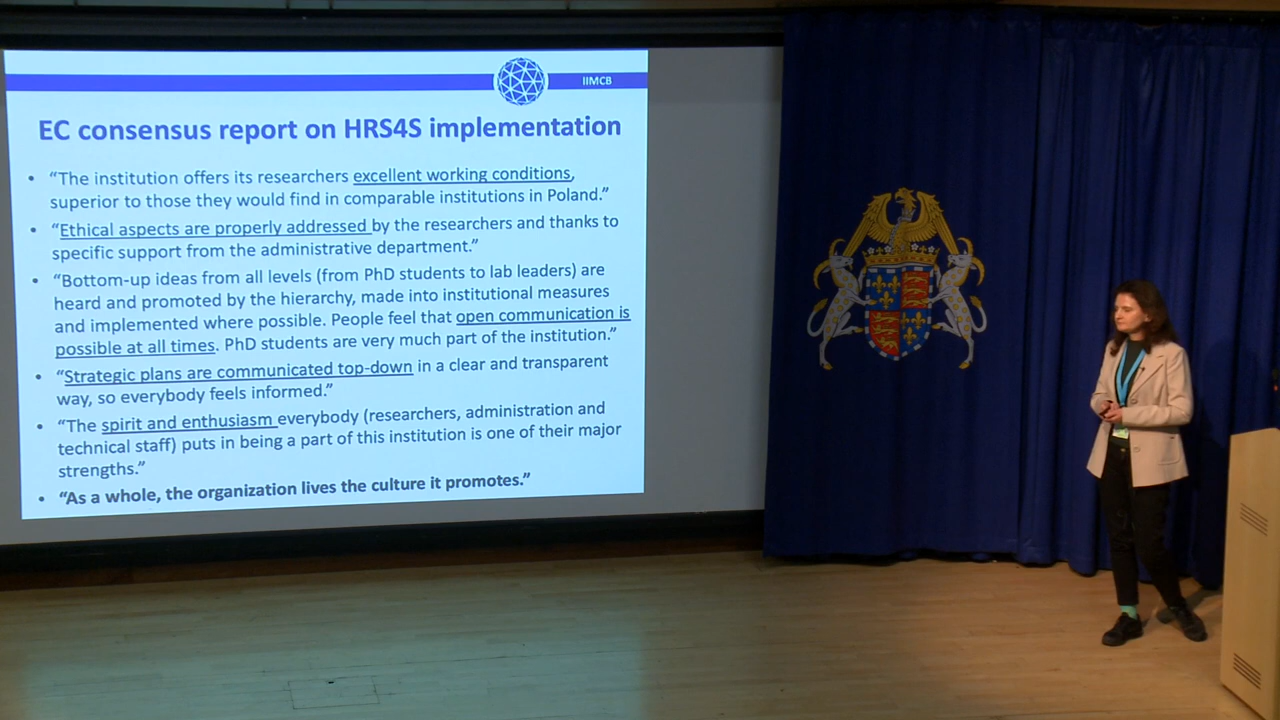 IIMCB
EC consensus report on HRS4S implementation
• “The institution offers its researchers excellent working conditions,
superior to those they would find in comparable institutions in Poland.”
• “Ethical aspects are properly addressed by the researchers and thanks to
specific support from the administrative department.”
• “Bottom-up ideas from all levels (from PhD students to lab leaders) are
heard and promoted by the hierarchy, made into institutional measures
and implemented where possible. People feel that open communication is
possible at all times. PhD students are very much part of the institution.”
• “Strategic plans are communicated top-down in a clear and transparent
way, so everybody feels informed.”
• “The spirit and enthusiasm everybody (researchers, administration and
technical staff) puts in being a part of this institution is one of their major
strengths.”
• “As a whole, the organization lives the culture it promotes.”